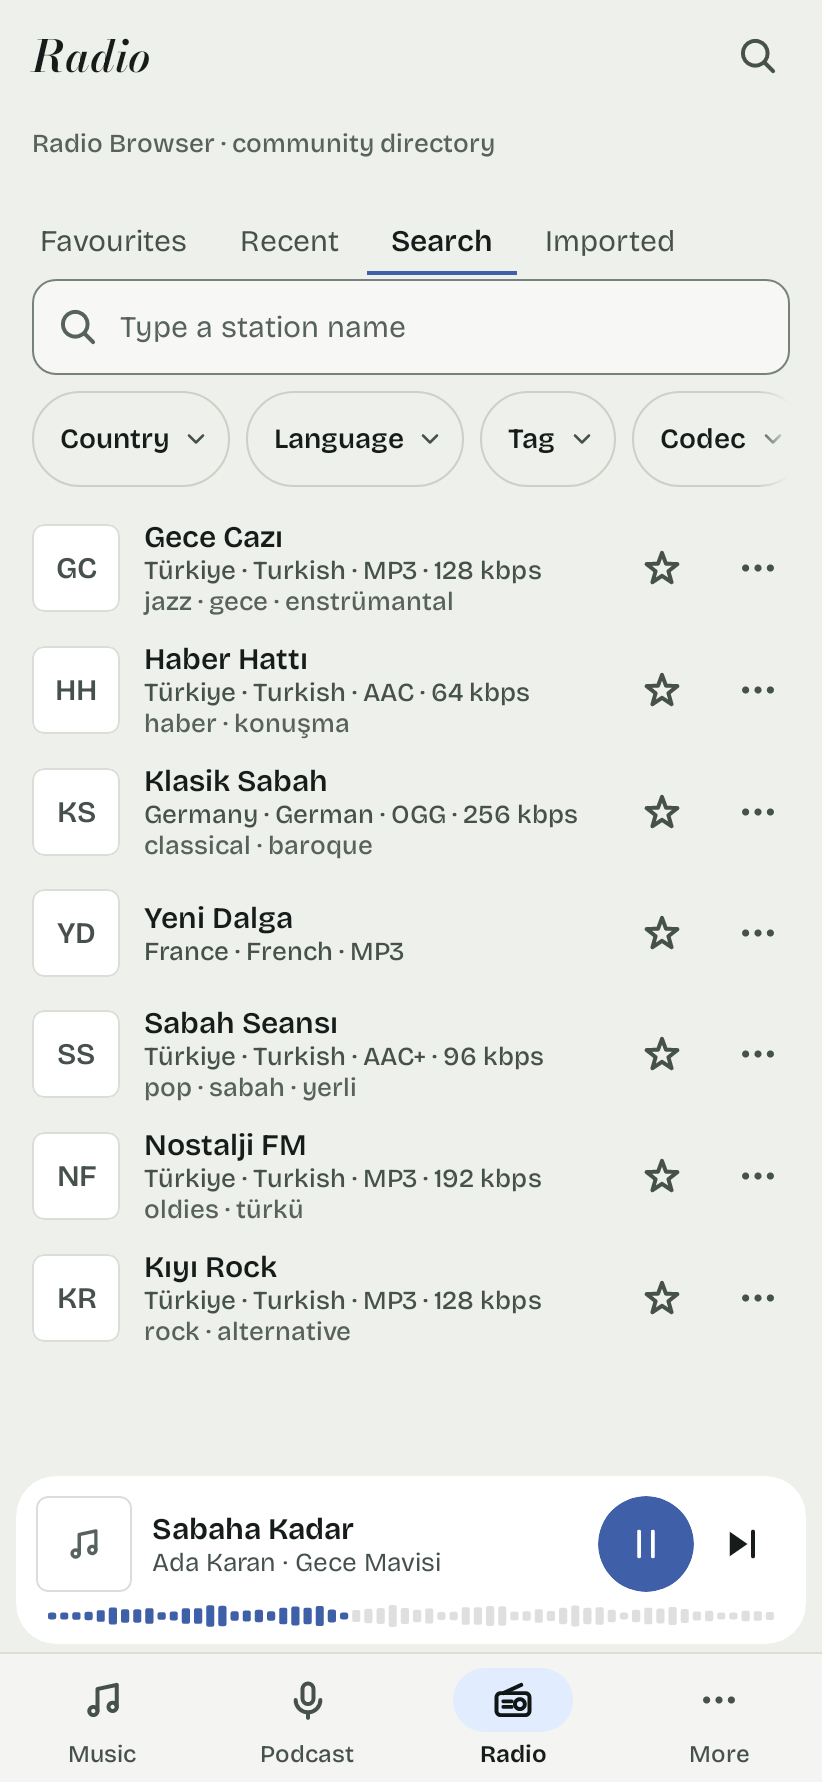 Radio
Radio Browser · community directory
Favourites Recent Search Imported
Type a station name
Country Language Tag Codec
GC
Gece Cazı
Türkiye · Turkish · MP3 · 128 kbps
jazz · gece · enstrümantal
HH
Haber Hattı
Türkiye · Turkish · AAC · 64 kbps
haber · konuşma
KS
Klasik Sabah
Germany · German · OGG · 256 kbps
classical · baroque
YD
Yeni Dalga
France · French · MP3
SS
Sabah Seansı
Türkiye · Turkish · AAC+ · 96 kbps
pop · sabah · yerli
NF
Nostalji FM
Türkiye · Turkish · MP3 · 192 kbps
oldies · türkü
KR
Kıyı Rock
Türkiye · Turkish · MP3 · 128 kbps
rock · alternative
Sabaha Kadar
Ada Karan · Gece Mavisi
Music Podcast Radio More